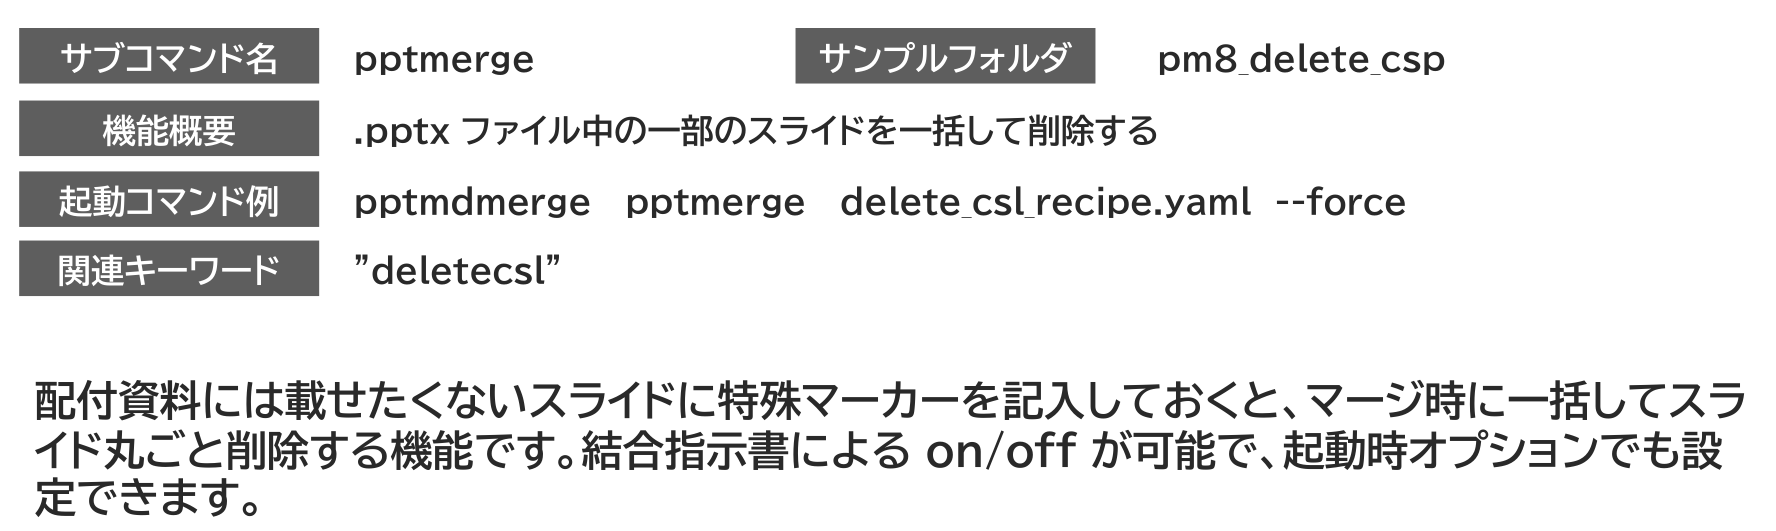 サブコマンド名 pptmerge サンプルフォルダ pm8_delete_csp
機能概要 .pptx ファイル中の一部のスライドを一括して削除する
起動コマンド例 pptmdmerge pptmerge delete_csl_recipe.yaml --force
関連キーワード ”deletecsl”
配付資料には載せたくないスライドに特殊マーカーを記入しておくと、マージ時に一括してスラ
イド丸ごと削除する機能です。結合指示書による on/off が可能で、起動時オプションでも設
定できます。